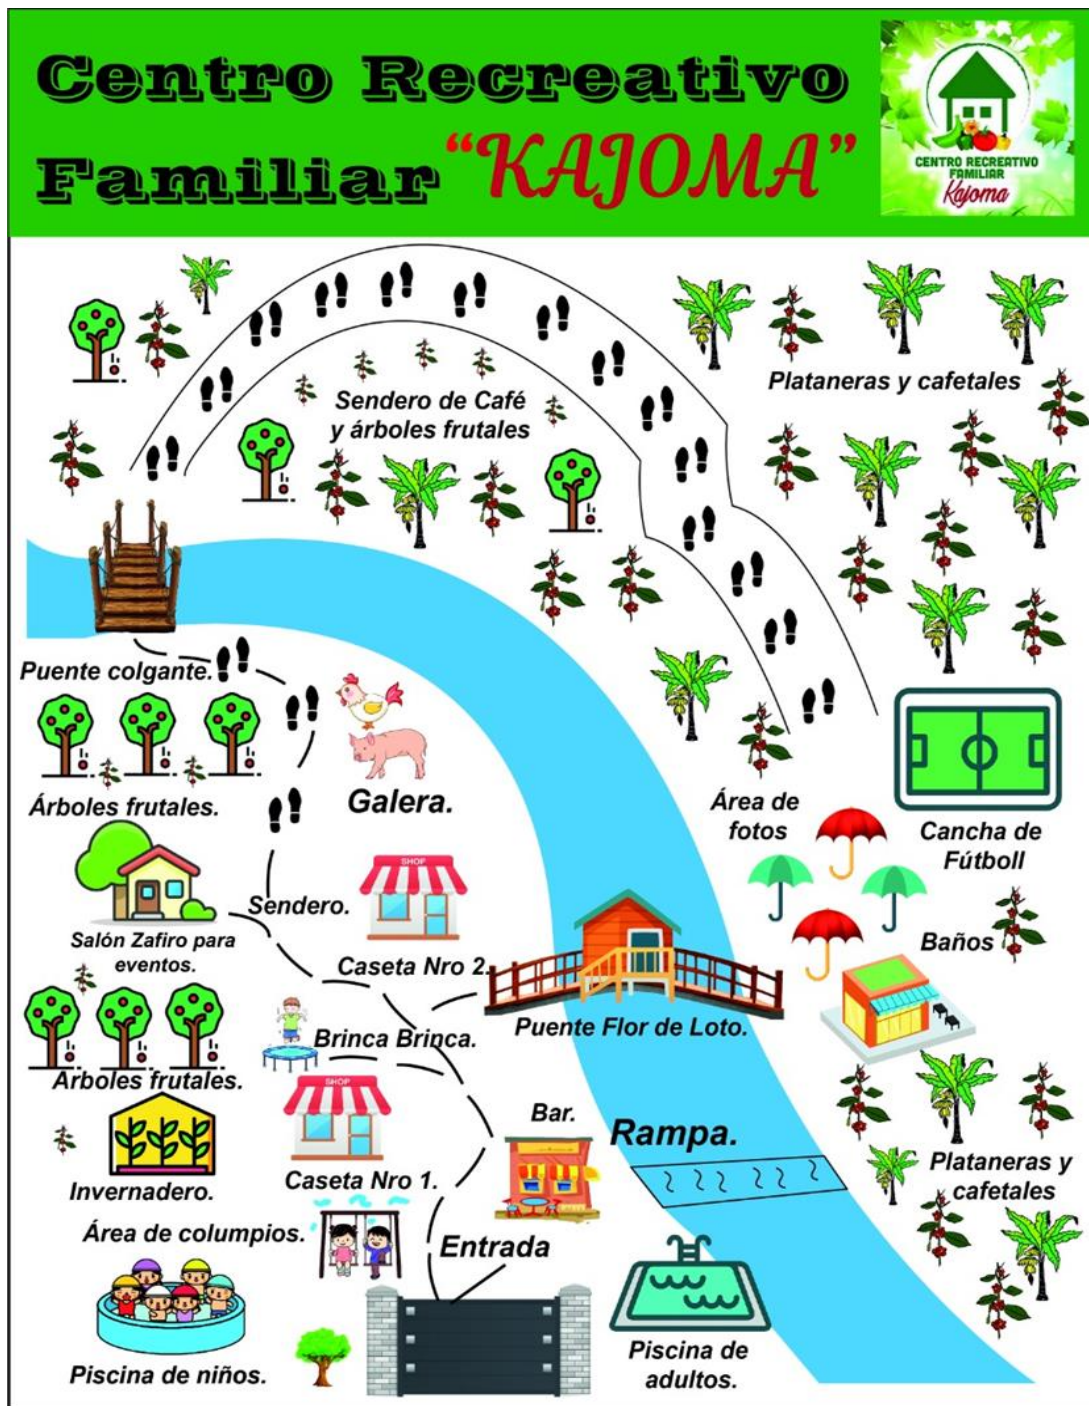 Centro Recreativo
Familiar "KAJOMA"
CENTRO RECREATIVO
FAMILIAR
Kajoma
Sendero de Café
y árboles frutales
Plataneras y cafetales
Puente colgante.
Árboles frutales.
Galera.
Área de
fotos
Cancha de
Fútboll
SHOP
Sendero.
Salón Zafiro para
eventos.
Baños
Caseta Nro 2.
Puente Flor de Loto.
Brinca Brinca.
Arboles frutales.
SHOP
Bar.
Rampa.
Plataneras y
cafetales
Invernadero.
Caseta Nro 1.
Área de columpios.
Entrada
Piscina de niños.
Piscina de
adultos.